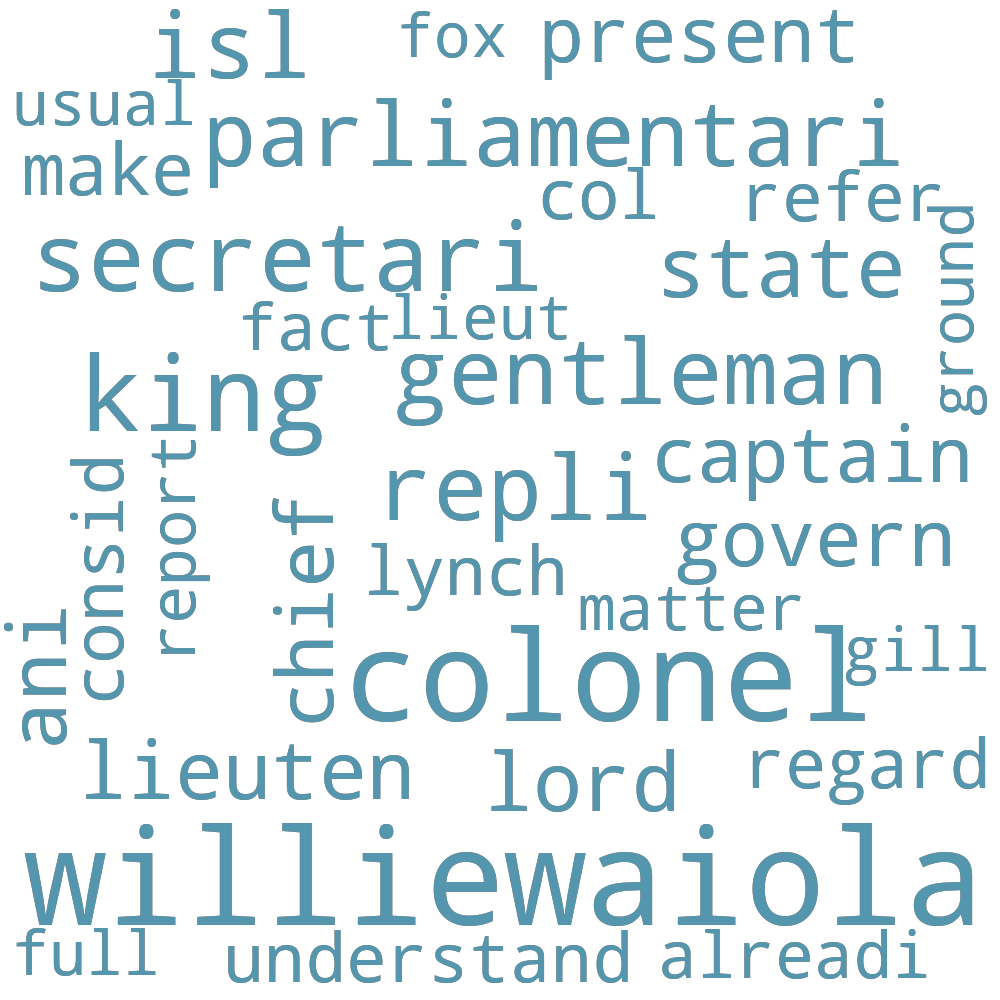 isl fox present
usual parliamentari
make col refer
secretari state ground
fact lieut
king gentleman
captain
consid report repli
chief govern
lynch
ani matter
colonel gill
lieuten lord regard
williewaiola
full understand alreadi